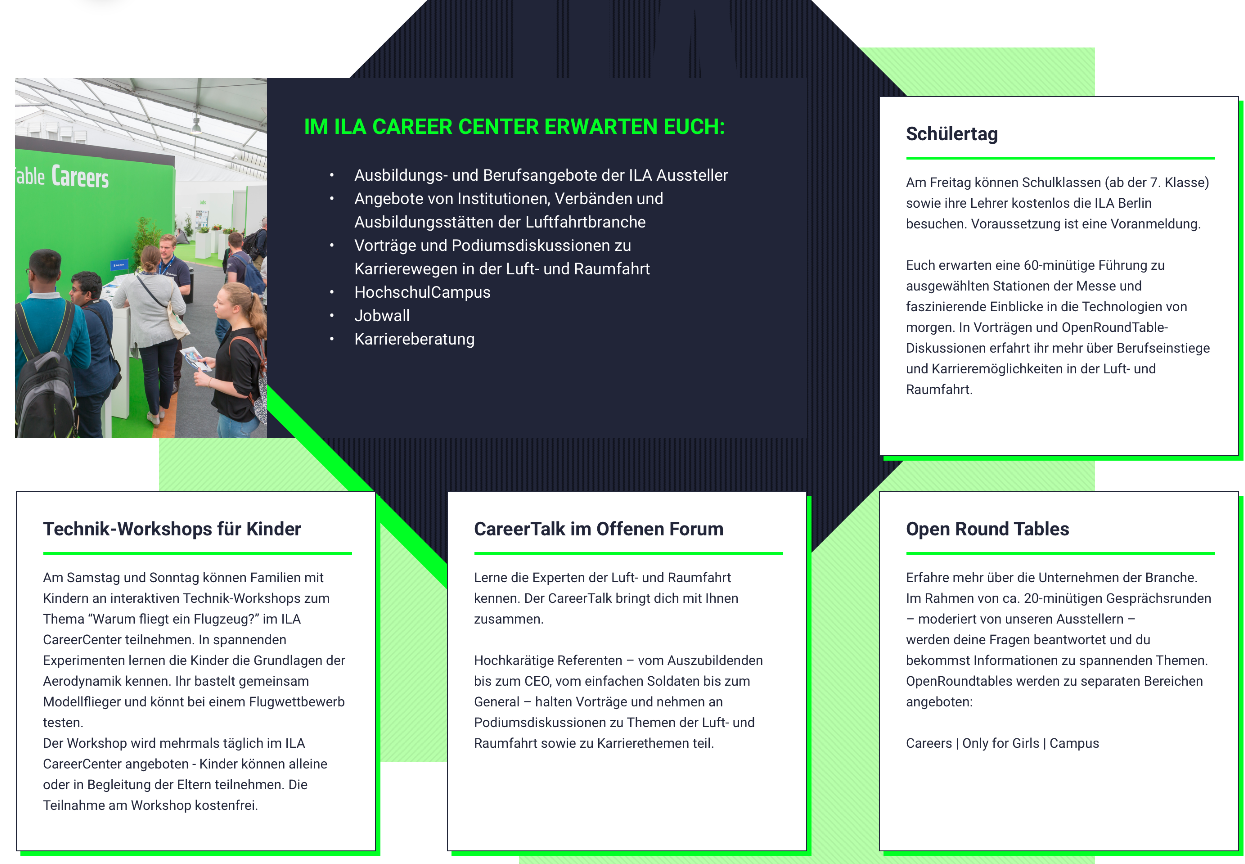 Table Careers
IM ILA CAREER CENTER ERWARTEN EUCH:
• Ausbildungs- und Berufsangebote der ILA Aussteller
• Angebote von Institutionen, Verbänden und
Ausbildungsstätten der Luftfahrtbranche
• Vorträge und Podiumsdiskussionen zu
Karrierewegen in der Luft- und Raumfahrt
• HochschulCampus
• Jobwall
• Karriereberatung
Schülertag
Am Freitag können Schulklassen (ab der 7. Klasse)
sowie ihre Lehrer kostenlos die ILA Berlin
besuchen. Voraussetzung ist eine Voranmeldung.
Euch erwarten eine 60-minütige Führung zu
ausgewählten Stationen der Messe und
faszinierende Einblicke in die Technologien von
morgen. In Vorträgen und OpenRoundTable-
Diskussionen erfahrt ihr mehr über Berufseinstiege
und Karrieremöglichkeiten in der Luft- und
Raumfahrt.
Technik-Workshops für Kinder
Am Samstag und Sonntag können Familien mit
Kindern an interaktiven Technik-Workshops zum
Thema “Warum fliegt ein Flugzeug?” im ILA
CareerCenter teilnehmen. In spannenden
Experimenten lernen die Kinder die Grundlagen der
Aerodynamik kennen. Ihr bastelt gemeinsam
Modellflieger und könnt bei einem Flugwettbewerb
testen.
Der Workshop wird mehrmals täglich im ILA
CareerCenter angeboten - Kinder können alleine
oder in Begleitung der Eltern teilnehmen. Die
Teilnahme am Workshop kostenfrei.
CareerTalk im Offenen Forum
Lerne die Experten der Luft- und Raumfahrt
kennen. Der CareerTalk bringt dich mit Ihnen
zusammen.
Hochkarätige Referenten – vom Auszubildenden
bis zum CEO, vom einfachen Soldaten bis zum
General – halten Vorträge und nehmen an
Podiumsdiskussionen zu Themen der Luft- und
Raumfahrt sowie zu Karrierethemen teil.
Open Round Tables
Erfahre mehr über die Unternehmen der Branche.
Im Rahmen von ca. 20-minütigen Gesprächsrunden
– moderiert von unseren Ausstellern –
werden deine Fragen beantwortet und du
bekommst Informationen zu spannenden Themen.
OpenRoundtables werden zu separaten Bereichen
angeboten:
Careers | Only for Girls | Campus